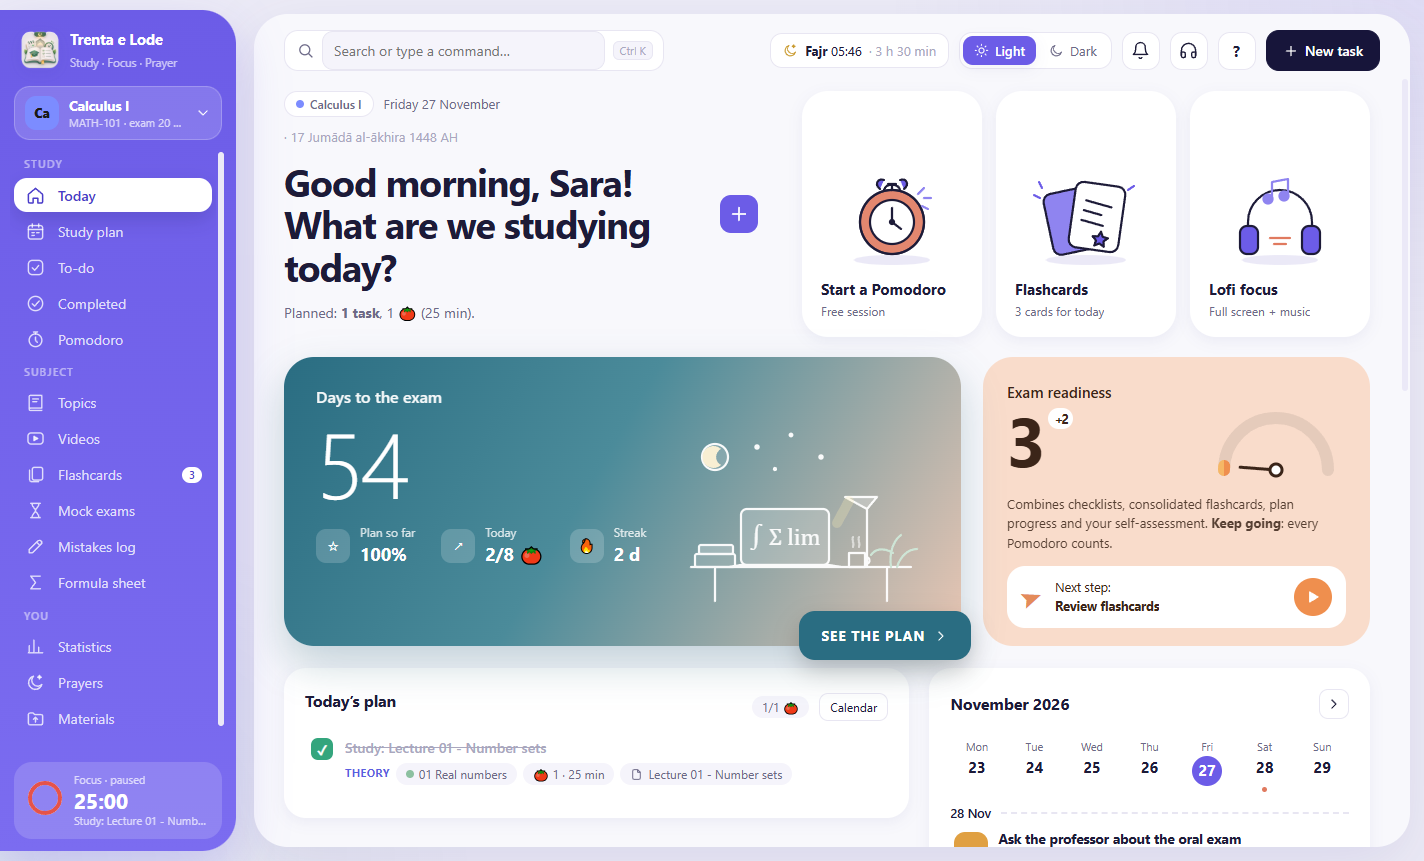 Trenta e Lode
Study · Focus · Prayer
Ca
Calculus I
MATH-101 · exam 20 ...
STUDY
Today
Study plan
To-do
Completed
Pomodoro
SUBJECT
Topics
Videos
Flashcards
3
Mock exams
Mistakes log
Formula sheet
YOU
Statistics
Prayers
Materials
Focus · paused
25:00
Study: Lecture 01 - Numb...
Search or type a command...
Ctrl K
Fajr 05:46 · 3 h 30 min
Light
Dark
?
+ New task
Calculus I
Friday 27 November
· 17 Jumādā al-ākhira 1448 AH
Good morning, Sara!
What are we studying
today?
Planned: 1 task, 1 🍅 (25 min).
+
Start a Pomodoro
Free session
Flashcards
3 cards for today
Lofi focus
Full screen + music
Days to the exam
54
Plan so far
100%
Today
2/8 🍅
Streak
2 d
∫ Σ lim
SEE THE PLAN
Exam readiness
3
+2
Combines checklists, consolidated flashcards, plan
progress and your self-assessment. Keep going: every
Pomodoro counts.
Next step:
Review flashcards
Today's plan
1/1 🍅
Calendar
Study: Lecture 01 - Number sets
THEORY
01 Real numbers
🍅 1 · 25 min
Lecture 01 - Number sets
November 2026
Mon Tue Wed Thu Fri Sat Sun
23 24 25 26 27 28 29
28 Nov
Ask the professor about the oral exam